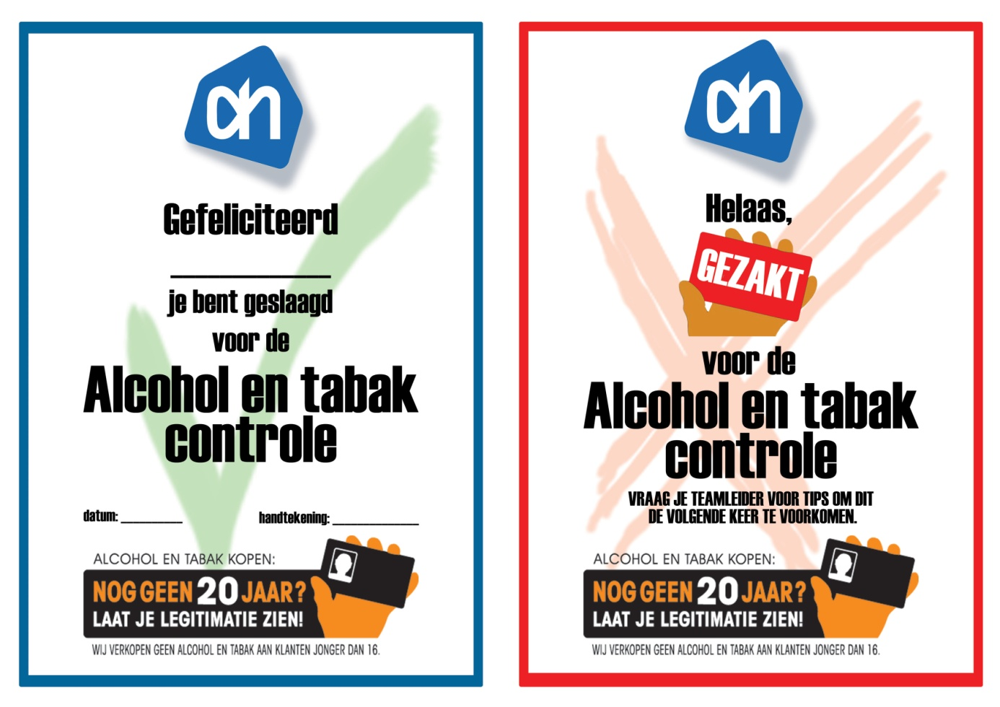 ah
Gefeliciteerd
je bent geslaagd
voor de
Alcohol en tabak
controle
datum: handtekening:
ALCOHOL EN TABAK KOPEN:
NOG GEEN 20 JAAR?
LAAT JE LEGITIMATIE ZIEN!
WIJ VERKOPEN GEEN ALCOHOL EN TABAK AAN KLANTEN JONGER DAN 16.
ah
Helaas,
GEZAKT
voor de
Alcohol en tabak
controle
VRAAG JE TEAMLEIDER VOOR TIPS OM DIT
DE VOLGENDE KEER TE VOORKOMEN.
ALCOHOL EN TABAK KOPEN:
NOG GEEN 20 JAAR?
LAAT JE LEGITIMATIE ZIEN!
WIJ VERKOPEN GEEN ALCOHOL EN TABAK AAN KLANTEN JONGER DAN 16.